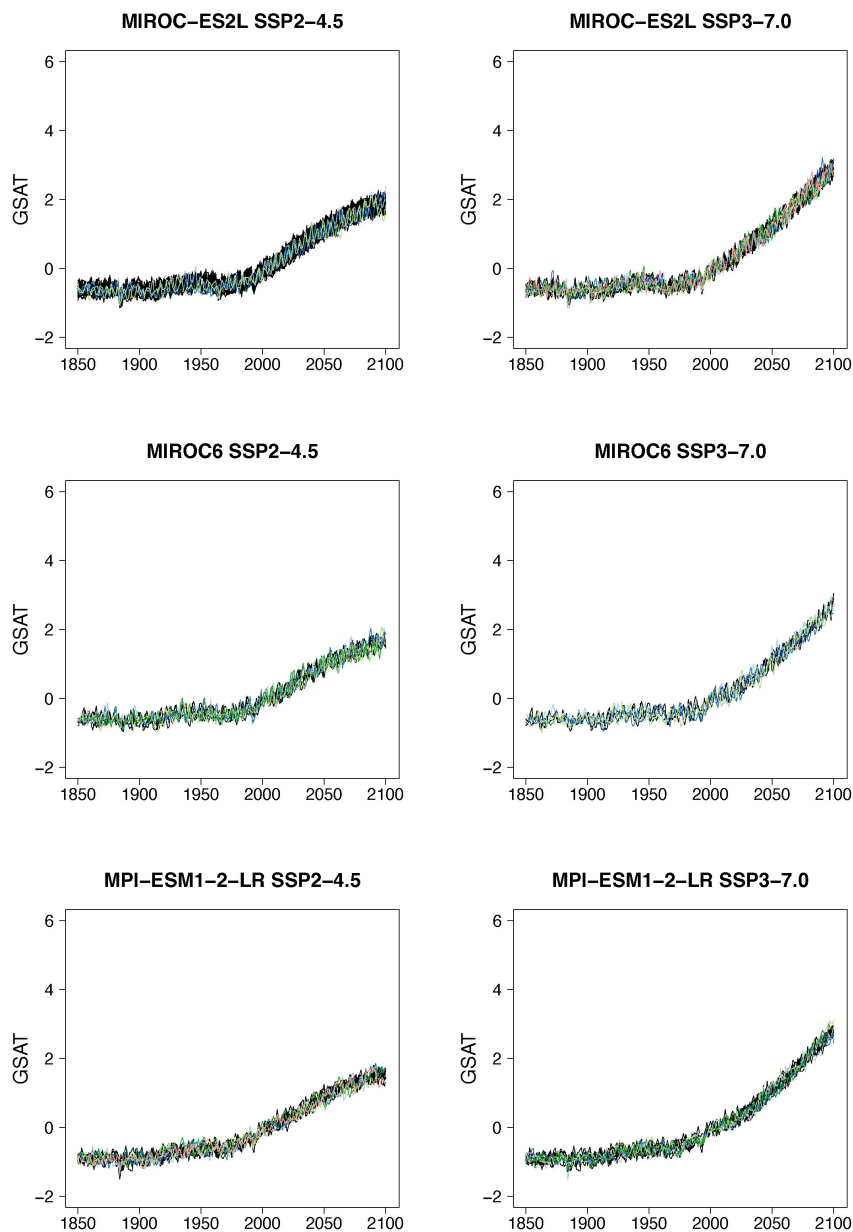 MIROC−ES2L SSP2−4.5
6
4
2
0
−2
GSAT
1850 1900 1950 2000 2050 2100
MIROC−ES2L SSP3−7.0
6
4
2
0
−2
GSAT
1850 1900 1950 2000 2050 2100
MIROC6 SSP2−4.5
6
4
2
0
−2
GSAT
1850 1900 1950 2000 2050 2100
MIROC6 SSP3−7.0
6
4
2
0
−2
GSAT
1850 1900 1950 2000 2050 2100
MPI−ESM1−2−LR SSP2−4.5
6
4
2
0
−2
GSAT
1850 1900 1950 2000 2050 2100
MPI−ESM1−2−LR SSP3−7.0
6
4
2
0
−2
GSAT
1850 1900 1950 2000 2050 2100